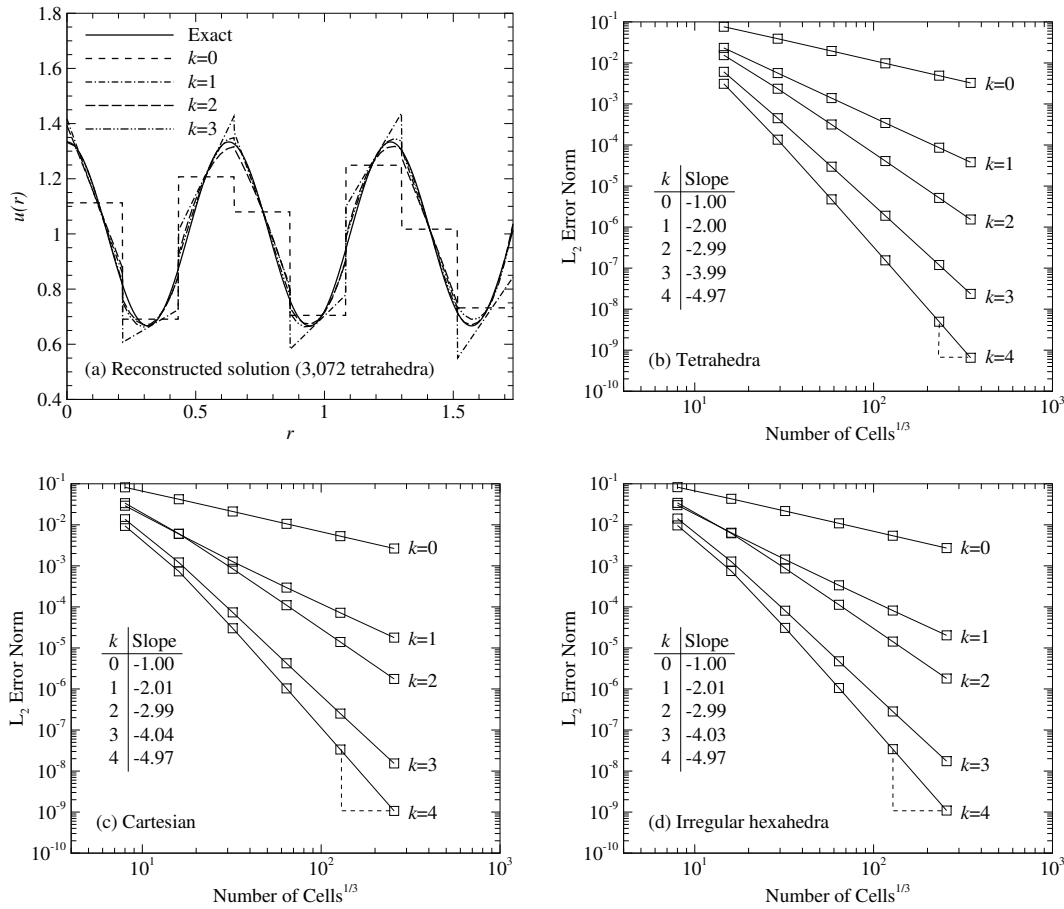 1.8
1.6
1.4
1.2
1
0.8
0.6
0.4
u(r)
Exact
k=0
k=1
k=2
k=3
(a) Reconstructed solution (3,072 tetrahedra)
0
0.5
1
1.5
r
10^-1
10^-2
10^-3
10^-4
10^-5
10^-6
10^-7
10^-8
10^-9
10^-10
L_2 Error Norm
k=0
k=1
k=2
k=3
k=4
k Slope
0 -1.00
1 -2.00
2 -2.99
3 -3.99
4 -4.97
(b) Tetrahedra
10^1
10^2
10^3
Number of Cells^1/3
10^-1
10^-2
10^-3
10^-4
10^-5
10^-6
10^-7
10^-8
10^-9
10^-10
L_2 Error Norm
k=0
k=1
k=2
k=3
k=4
k Slope
0 -1.00
1 -2.01
2 -2.99
3 -4.04
4 -4.97
(c) Cartesian
10^1
10^2
10^3
Number of Cells^1/3
10^-1
10^-2
10^-3
10^-4
10^-5
10^-6
10^-7
10^-8
10^-9
10^-10
L_2 Error Norm
k=0
k=1
k=2
k=3
k=4
k Slope
0 -1.00
1 -2.01
2 -2.99
3 -4.03
4 -4.97
(d) Irregular hexahedra
10^1
10^2
10^3
Number of Cells^1/3